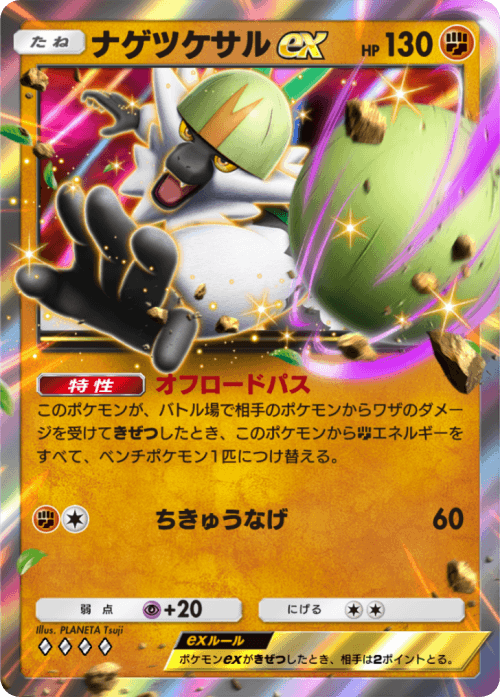 たね ナゲツケサル ex HP 130
特性 オフロードパス
このポケモンが、バトル場で相手のポケモンからワザのダメー
ジを受けてきぜつしたとき、このポケモンからエネルギーを
すべて、ベンチポケモン1匹につけ替える。
ちきゅうなげ 60
弱点 +20 にげる
Illus. PLANETA Tsuji
exルール
ポケモンexがきぜつしたとき、相手は2ポイントとる。